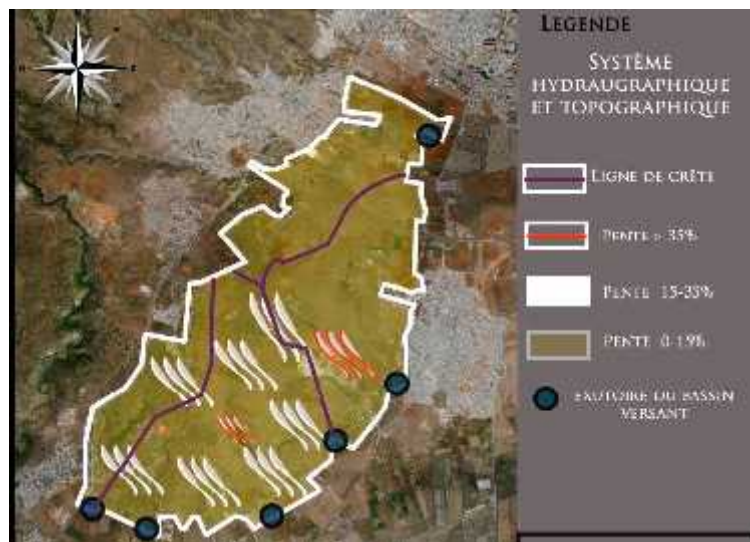 LEGENDE
SYSTÈME
HYDRAUGRAPHIQUE
ET TOPOGRAPHIQUE
LIGNE DE CRÊTE
PENTE > 35%
PENTE 15-35%
PENTE 0-15%
EXUTOIRE DU BASSIN
VERSANT